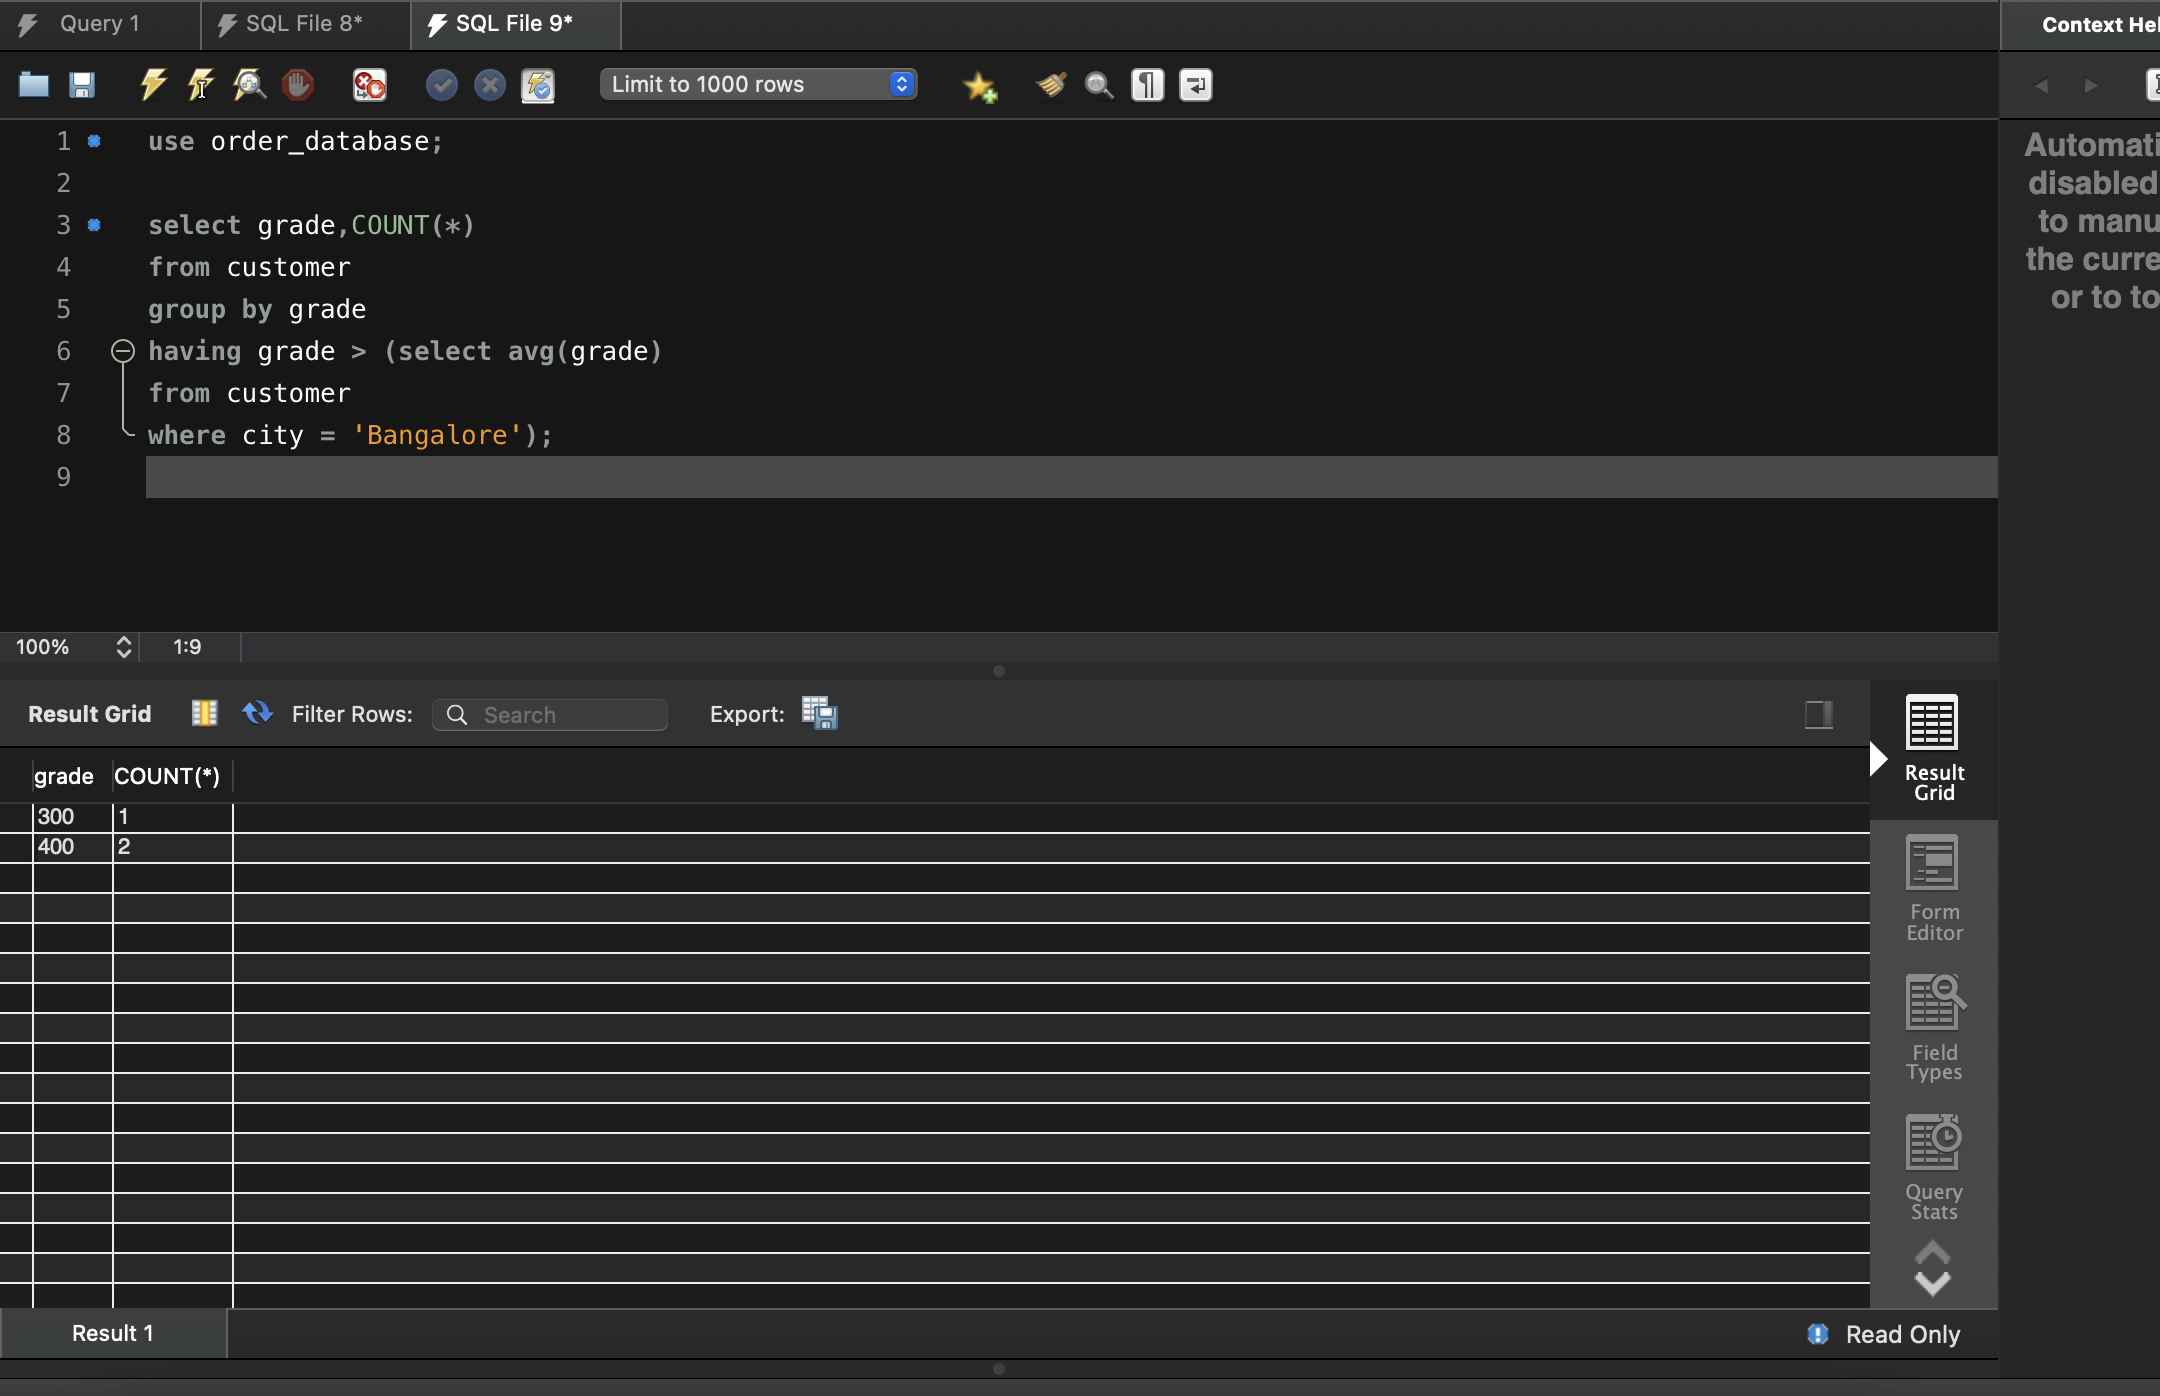 Query 1
SQL File 8*
SQL File 9*
Context Hel
Limit to 1000 rows
1 use order_database;
2
3 select grade,COUNT(*)
4 from customer
5 group by grade
6 having grade > (select avg(grade)
7 from customer
8 where city = 'Bangalore');
9
Automati
disabled
to manu
the curre
or to to
100% 1:9
Result Grid Filter Rows: Search Export:
grade COUNT(*)
300 1
400 2
Result
Grid
Form
Editor
Field
Types
Query
Stats
Result 1
Read Only